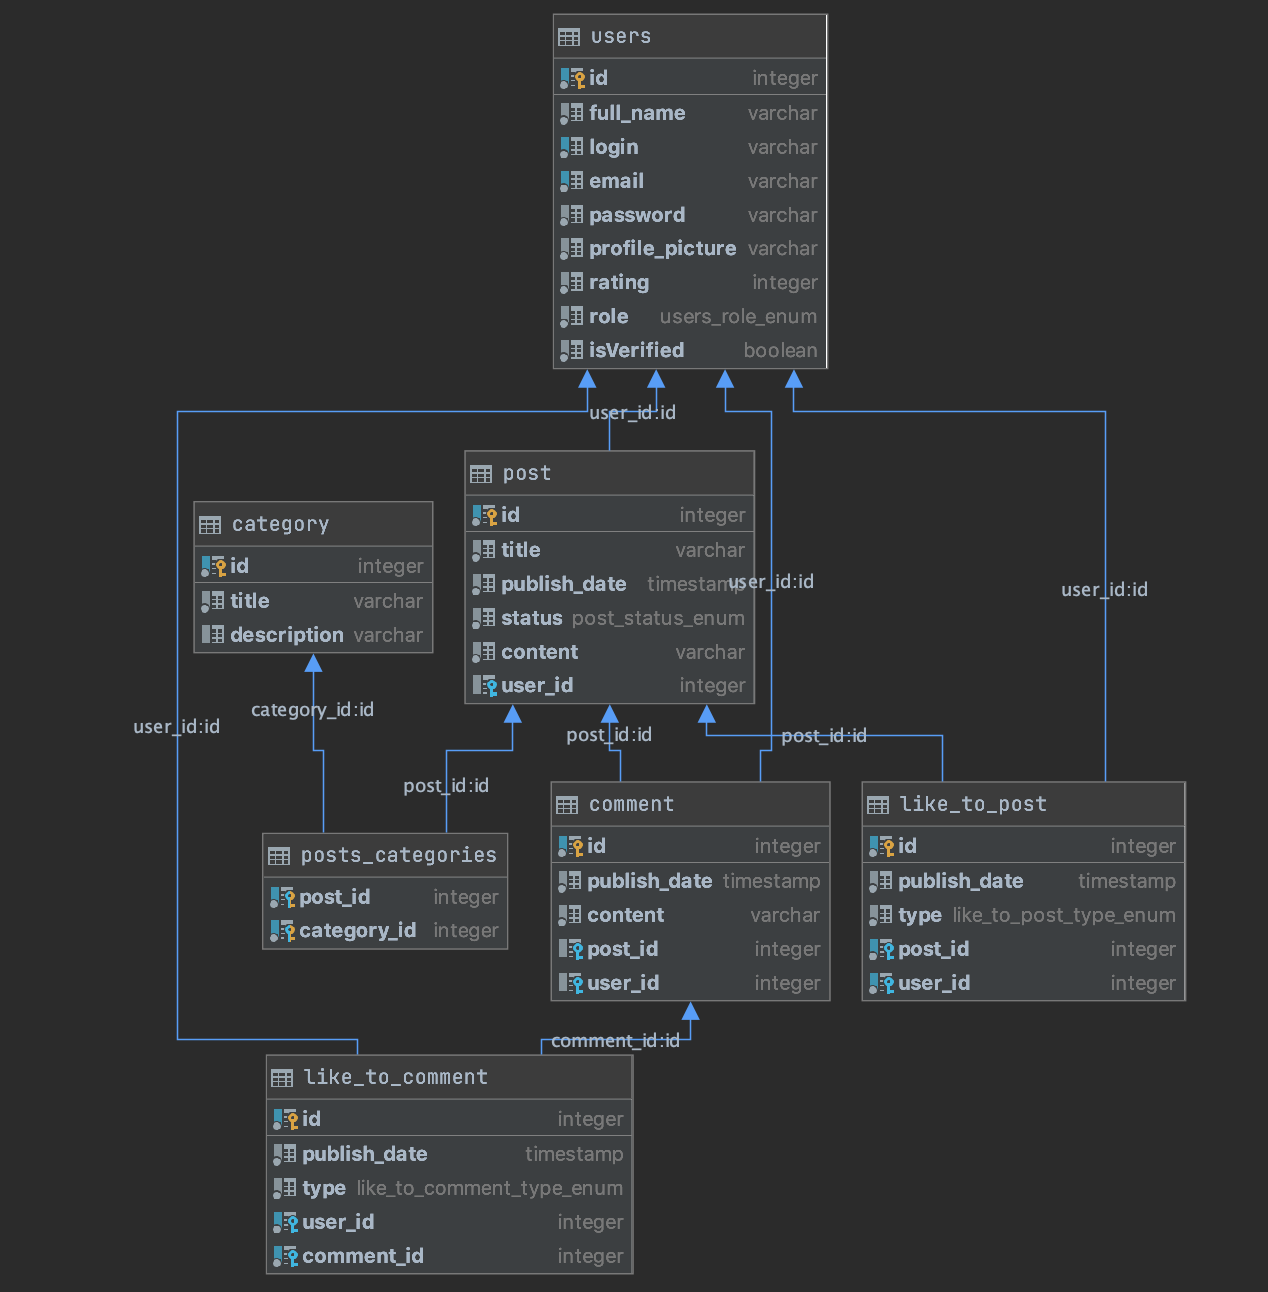 users
id integer
full_name varchar
login varchar
email varchar
password varchar
profile_picture varchar
rating integer
role users_role_enum
isVerified boolean
user_id:id
post
id integer
title varchar
publish_date timestamp
status post_status_enum
content varchar
user_id integer
category
id integer
title varchar
description varchar
user_id:id
user_id:id
user_id:id
category_id:id
post_id:id
post_id:id
post_id:id
posts_categories
post_id integer
category_id integer
comment
id integer
publish_date timestamp
content varchar
post_id integer
user_id integer
like_to_post
id integer
publish_date timestamp
type like_to_post_type_enum
post_id integer
user_id integer
comment_id:id
like_to_comment
id integer
publish_date timestamp
type like_to_comment_type_enum
user_id integer
comment_id integer